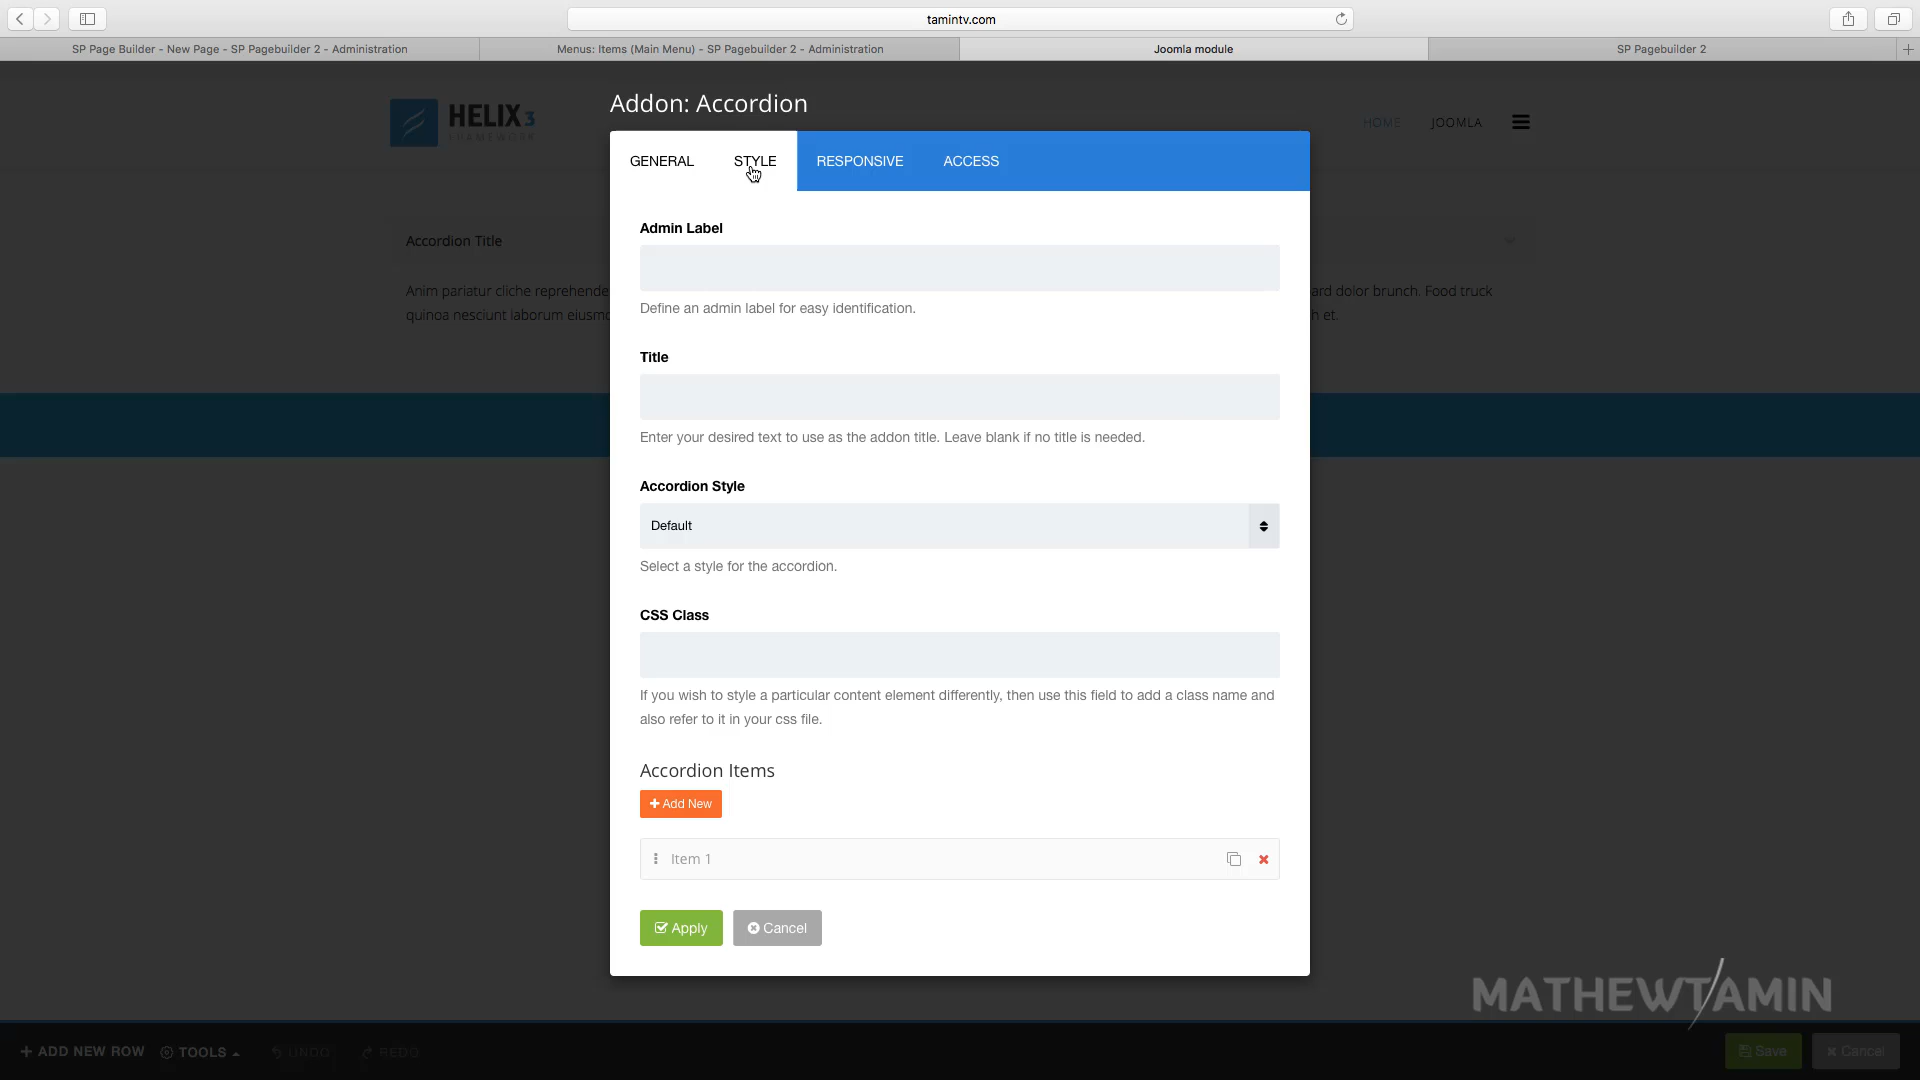 tamintv.com
SP Page Builder - New Page - SP Pagebuilder 2 - Administration
Menus: Items (Main Menu) - SP Pagebuilder 2 - Administration
Joomla module
SP Pagebuilder 2
Addon: Accordion
HELIX3
FRAMEWORK
HOME
JOOMLA
GENERAL
STYLE
RESPONSIVE
ACCESS
Admin Label
Define an admin label for easy identification.
Accordion Title
Anim pariatur cliche reprehende
ard dolor brunch. Food truck
quinoa nesciunt laborum eiusmo
h et.
Title
Enter your desired text to use as the addon title. Leave blank if no title is needed.
Accordion Style
Default
Select a style for the accordion.
CSS Class
If you wish to style a particular content element differently, then use this field to add a class name and
also refer to it in your css file.
Accordion Items
Add New
Item 1
Apply
Cancel
MATHEWTAMIN
ADD NEW ROW
TOOLS
UNDO
REDO
Save
Cancel